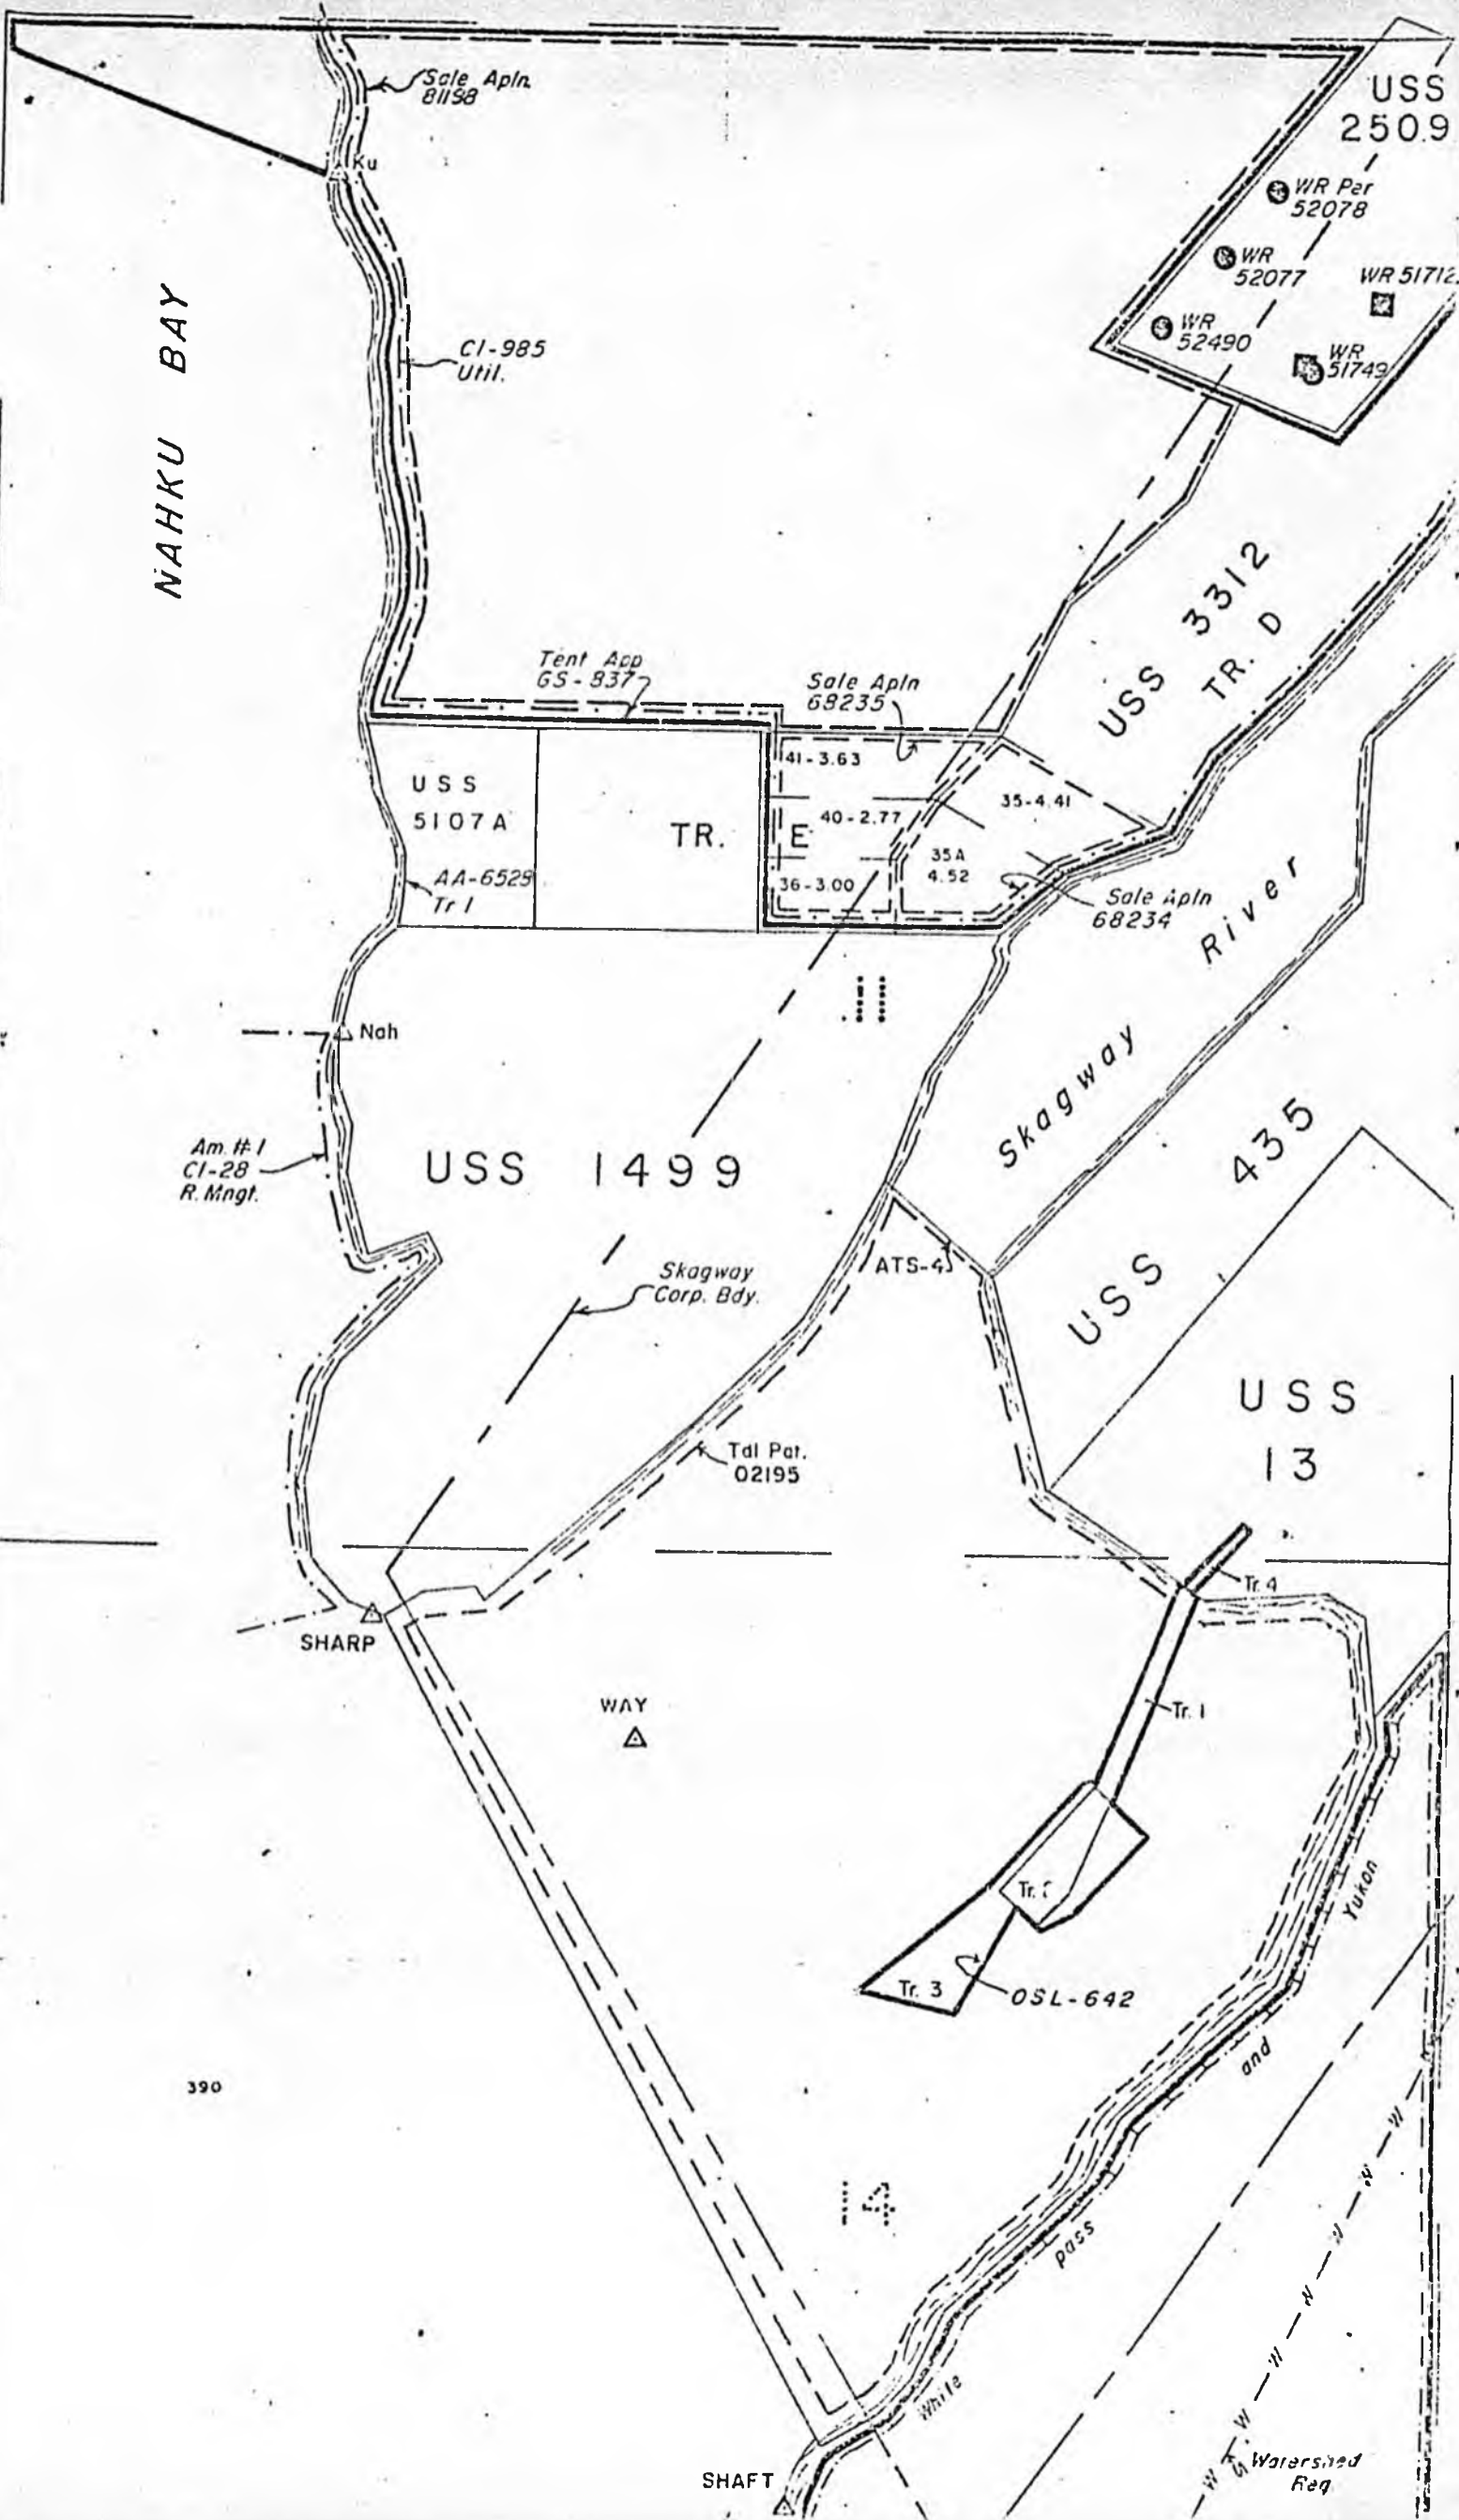 Sale Apln.
81198
USS
2509
Ku
WR Per
52078
WR
52077
WR 51712
WR
52490
WR
51749
NAHKU BAY
CI-985
Util.
USS 3312
TR. D
Tent App
GS-837
Sale Apln
68235
41-3.63
USS
5107A
40-2.77
35-4.41
TR. E
35A
4.52
36-3.00
AA-6529
Tr 1
Sale Apln
68234
Skagway River
11
Nah
Am. #1
CI-28
R. Mngt.
USS 1499
USS 435
ATS-4
Skagway
Corp. Bdy.
USS
13
Tdl Pat.
02195
Tr. 4
SHARP
WAY
Tr. 1
Tr.
Tr. 3
OSL-642
White pass and Yukon
390
14
W W W W W W W
SHAFT
Watershed